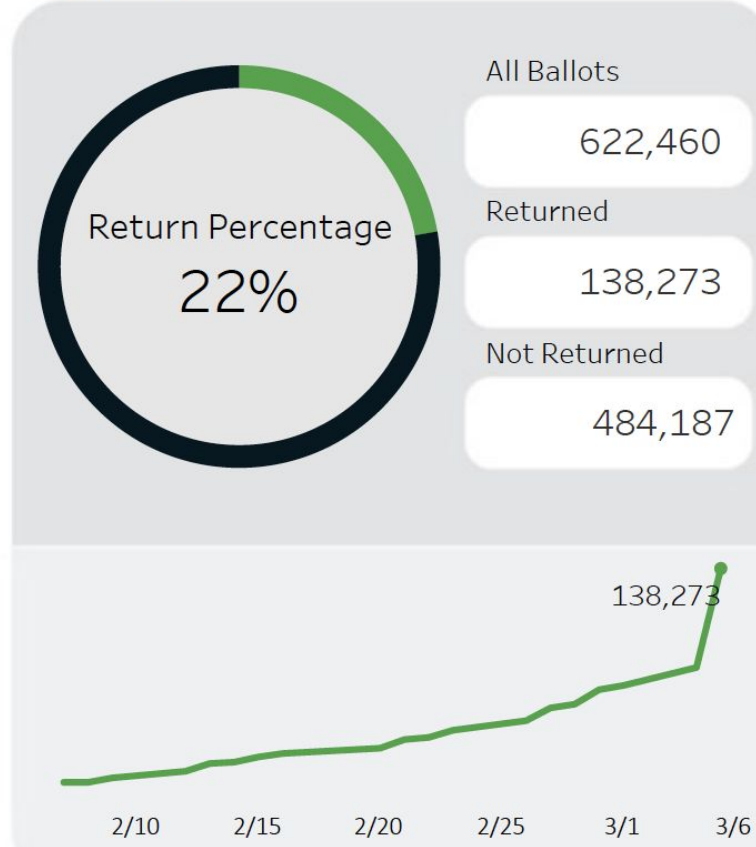 Return Percentage
22%
All Ballots
622,460
Returned
138,273
Not Returned
484,187
138,273
2/10 2/15 2/20 2/25 3/1 3/6